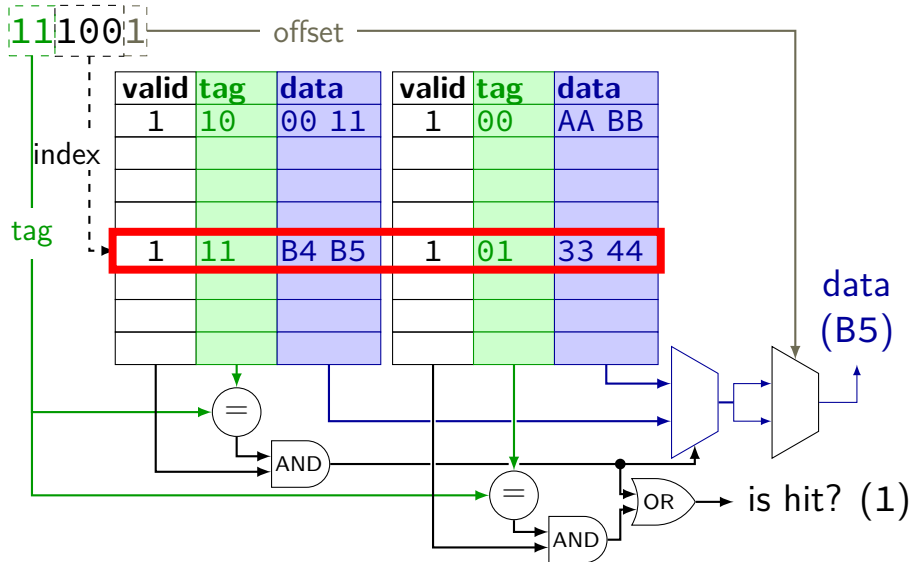 111001
offset
valid tag data valid tag data
1 10 00 11 1 00 AA BB
index
tag
1 11 B4 B5 1 01 33 44
data
(B5)
=
AND
=
OR
is hit? (1)
AND